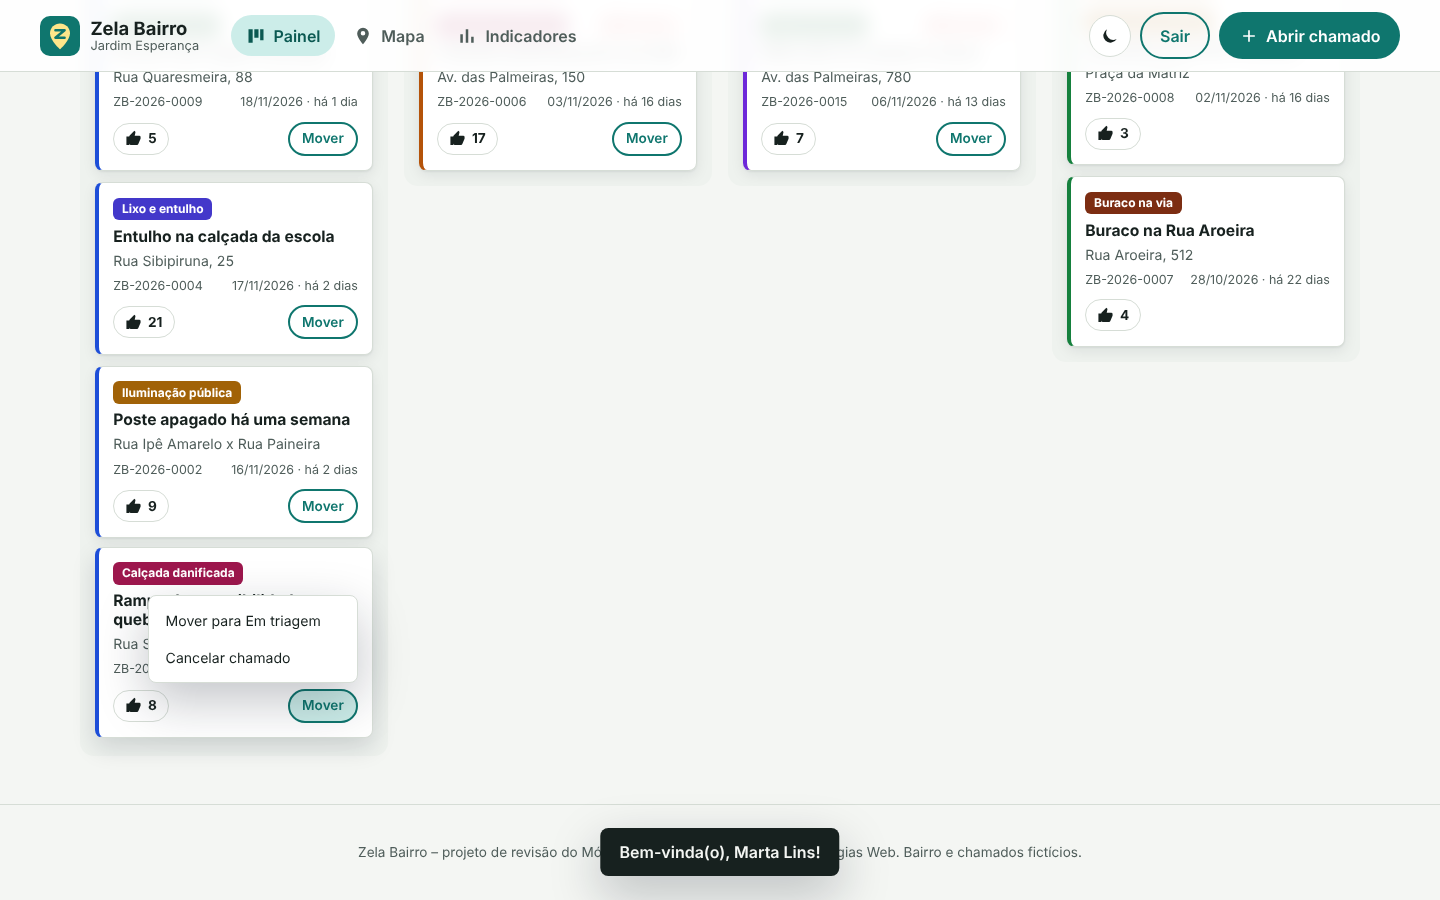 Zela Bairro
Jardim Esperança
Painel
Mapa
Indicadores
Sair
Abrir chamado
Rua Quaresmeira, 88
ZB-2026-0009 18/11/2026 · há 1 dia
5 Mover
Lixo e entulho
Entulho na calçada da escola
Rua Sibipiruna, 25
ZB-2026-0004 17/11/2026 · há 2 dias
21 Mover
Iluminação pública
Poste apagado há uma semana
Rua Ipê Amarelo x Rua Paineira
ZB-2026-0002 16/11/2026 · há 2 dias
9 Mover
Calçada danificada
Rua
ZB-20
Mover para Em triagem
Cancelar chamado
8 Mover
Av. das Palmeiras, 150
ZB-2026-0006 03/11/2026 · há 16 dias
17 Mover
Av. das Palmeiras, 780
ZB-2026-0015 06/11/2026 · há 13 dias
7 Mover
Praça da Matriz
ZB-2026-0008 02/11/2026 · há 16 dias
3
Buraco na via
Buraco na Rua Aroeira
Rua Aroeira, 512
ZB-2026-0007 28/10/2026 · há 22 dias
4
Zela Bairro – projeto de revisão do Mó
Bem-vinda(o), Marta Lins!
gias Web. Bairro e chamados fictícios.